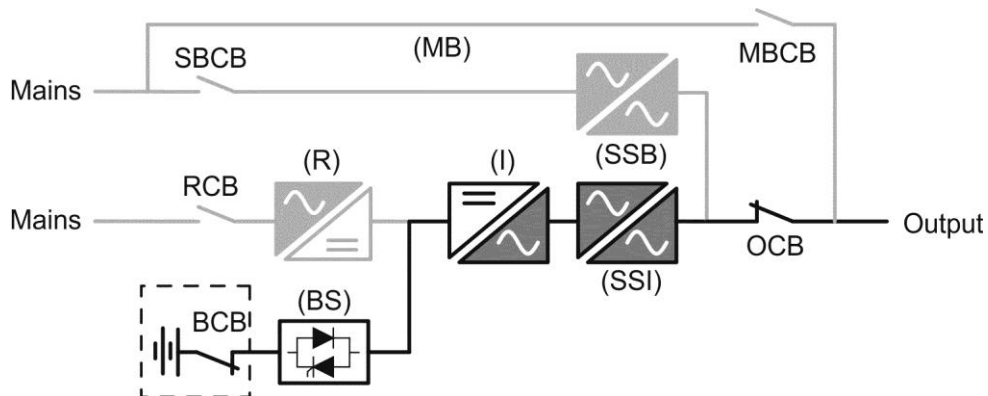 (MB)
MBCB
SBCB
Mains
(SSB)
(R)
(I)
RCB
Mains
Output
OCB
(SSI)
(BS)
BCB